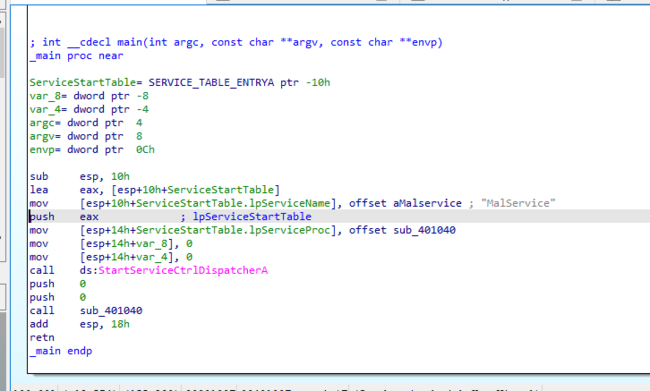 ; int __cdecl main(int argc, const char **argv, const char **envp)
_main proc near
ServiceStartTable= SERVICE_TABLE_ENTRYA ptr -10h
var_8= dword ptr -8
var_4= dword ptr -4
argc= dword ptr  4
argv= dword ptr  8
envp= dword ptr  0Ch
sub     esp, 10h
lea     eax, [esp+10h+ServiceStartTable]
mov     [esp+10h+ServiceStartTable.lpServiceName], offset aMalservice ; "MalService"
push    eax             ; lpServiceStartTable
mov     [esp+14h+ServiceStartTable.lpServiceProc], offset sub_401040
mov     [esp+14h+var_8], 0
mov     [esp+14h+var_4], 0
call    ds:StartServiceCtrlDispatcherA
push    0
push    0
call    sub_401040
add     esp, 18h
retn
_main endp